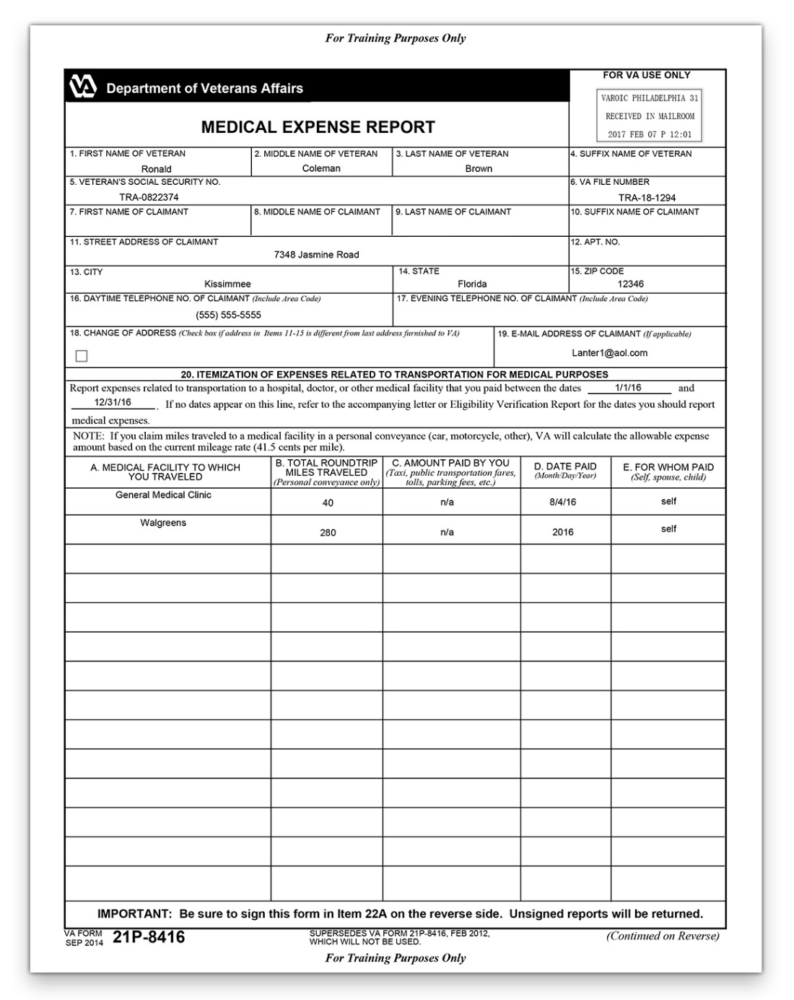 For Training Purposes Only
VA Department of Veterans Affairs
FOR VA USE ONLY
VAROIC PHILADELPHIA 31
RECEIVED IN MAILROOM
2017 FEB 07 P 12:01
MEDICAL EXPENSE REPORT
1. FIRST NAME OF VETERAN
Ronald
2. MIDDLE NAME OF VETERAN
Coleman
3. LAST NAME OF VETERAN
Brown
4. SUFFIX NAME OF VETERAN
5. VETERAN'S SOCIAL SECURITY NO.
TRA-0822374
6. VA FILE NUMBER
TRA-18-1294
7. FIRST NAME OF CLAIMANT
8. MIDDLE NAME OF CLAIMANT
9. LAST NAME OF CLAIMANT
10. SUFFIX NAME OF CLAIMANT
11. STREET ADDRESS OF CLAIMANT
7348 Jasmine Road
12. APT. NO.
13. CITY
Kissimmee
14. STATE
Florida
15. ZIP CODE
12346
16. DAYTIME TELEPHONE NO. OF CLAIMANT (Include Area Code)
(555) 555-5555
17. EVENING TELEPHONE NO. OF CLAIMANT (Include Area Code)
18. CHANGE OF ADDRESS (Check box if address in Items 11-15 is different from last address furnished to VA)
19. E-MAIL ADDRESS OF CLAIMANT (If applicable)
Lanter1@aol.com
20. ITEMIZATION OF EXPENSES RELATED TO TRANSPORTATION FOR MEDICAL PURPOSES
Report expenses related to transportation to a hospital, doctor, or other medical facility that you paid between the dates 1/1/16 and
12/31/16 . If no dates appear on this line, refer to the accompanying letter or Eligibility Verification Report for the dates you should report
medical expenses.
NOTE: If you claim miles traveled to a medical facility in a personal conveyance (car, motorcycle, other), VA will calculate the allowable expense
amount based on the current mileage rate (41.5 cents per mile).
A. MEDICAL FACILITY TO WHICH
YOU TRAVELED
B. TOTAL ROUNDTRIP
MILES TRAVELED
(Personal conveyance only)
C. AMOUNT PAID BY YOU
(Taxi, public transportation fares,
tolls, parking fees, etc.)
D. DATE PAID
(Month/Day/Year)
E. FOR WHOM PAID
(Self, spouse, child)
General Medical Clinic 40 n/a 8/4/16 self
Walgreens 280 n/a 2016 self
IMPORTANT: Be sure to sign this form in Item 22A on the reverse side. Unsigned reports will be returned.
VA FORM
SEP 2014 21P-8416
SUPERSEDES VA FORM 21P-8416, FEB 2012,
WHICH WILL NOT BE USED.
(Continued on Reverse)
For Training Purposes Only